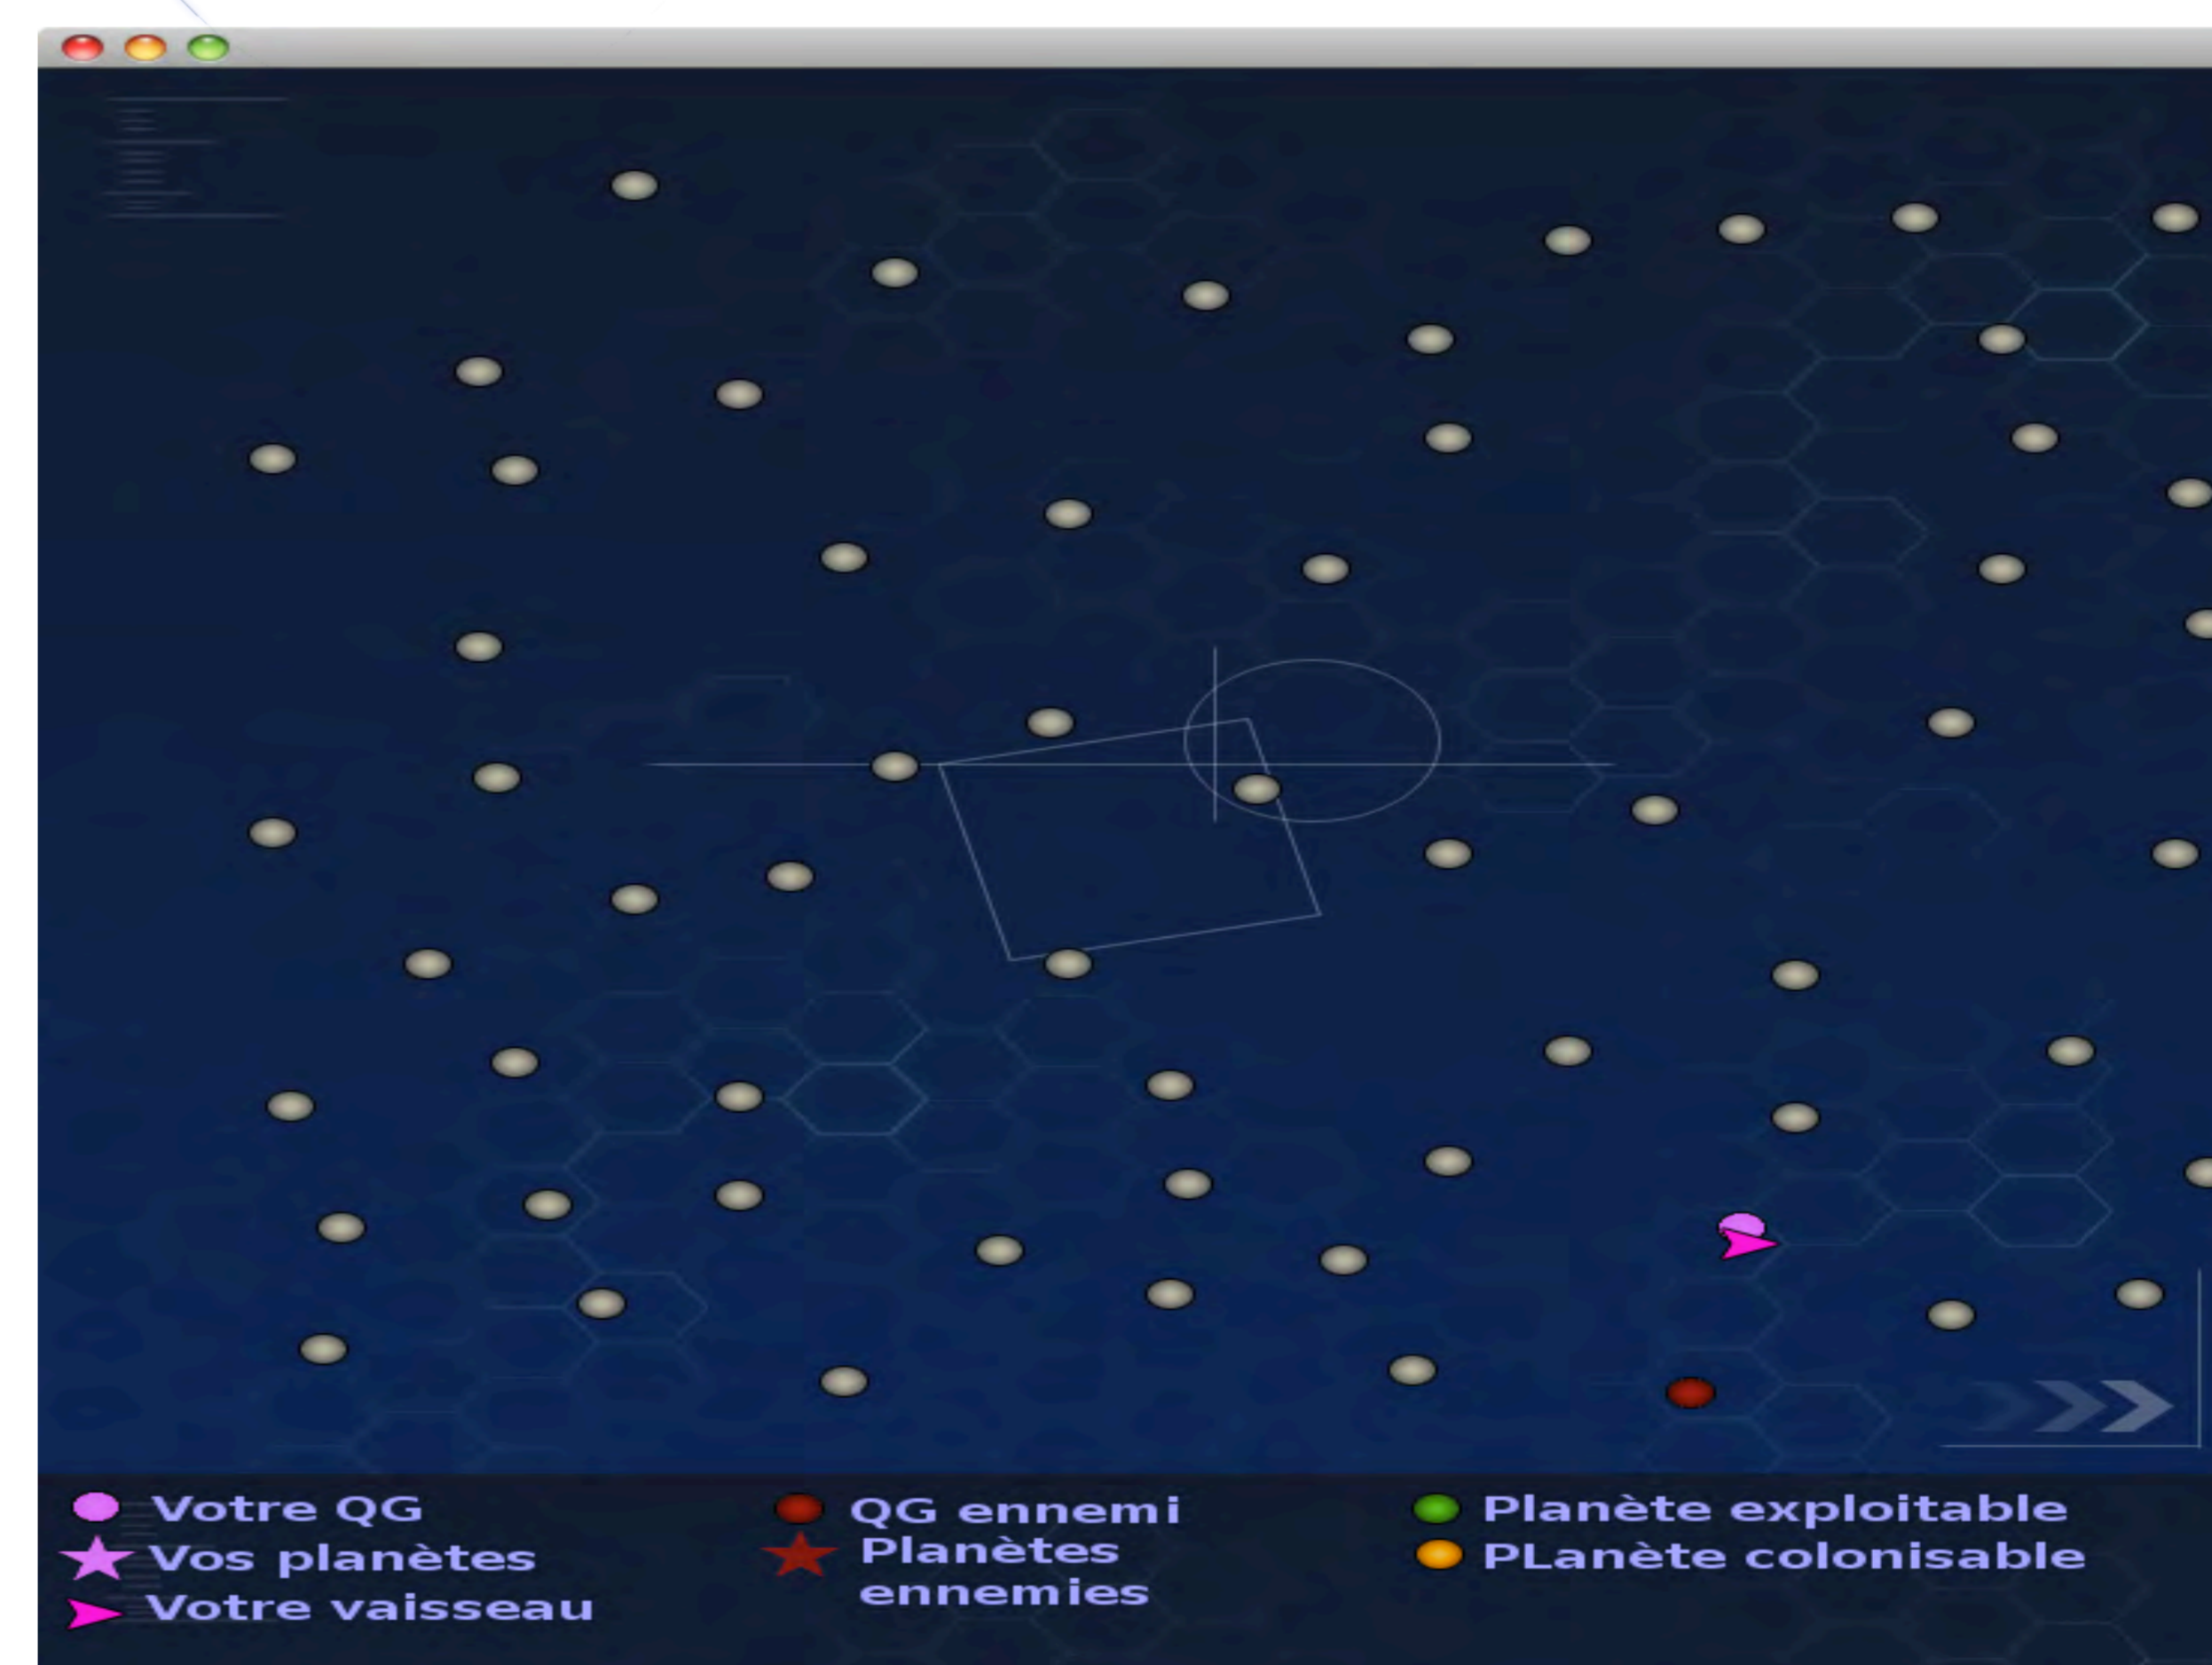 Votre QG
Vos planètes
Votre vaisseau
QG ennemi
Planètes
ennemies
Planète exploitable
PLanète colonisable